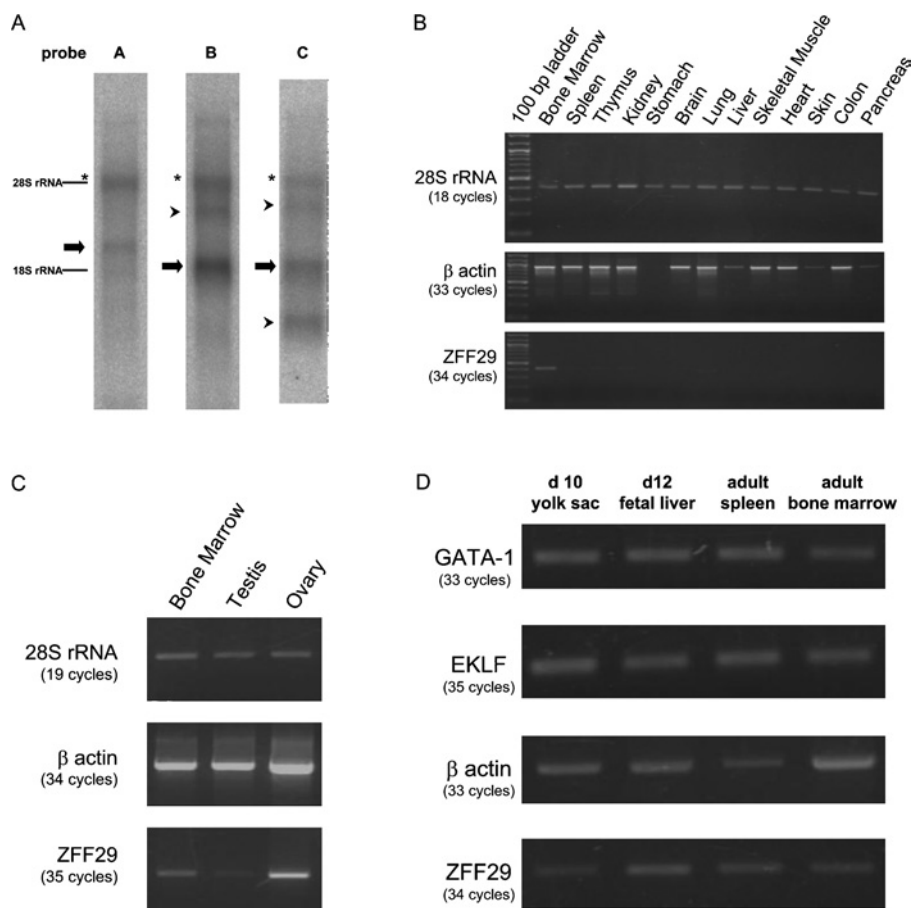 A
probe A B C
* * *
28S rRNA
18S rRNA
B
100 bp ladder
Bone Marrow
Spleen
Thymus
Kidney
Stomach
Brain
Lung
Liver
Skeletal Muscle
Heart
Skin
Colon
Pancreas
28S rRNA
(18 cycles)
β actin
(33 cycles)
ZFF29
(34 cycles)
C
Bone Marrow
Testis
Ovary
28S rRNA
(19 cycles)
β actin
(34 cycles)
ZFF29
(35 cycles)
D
d 10 d12 adult adult
yolk sac fetal liver spleen bone marrow
GATA-1
(33 cycles)
EKLF
(35 cycles)
β actin
(33 cycles)
ZFF29
(34 cycles)